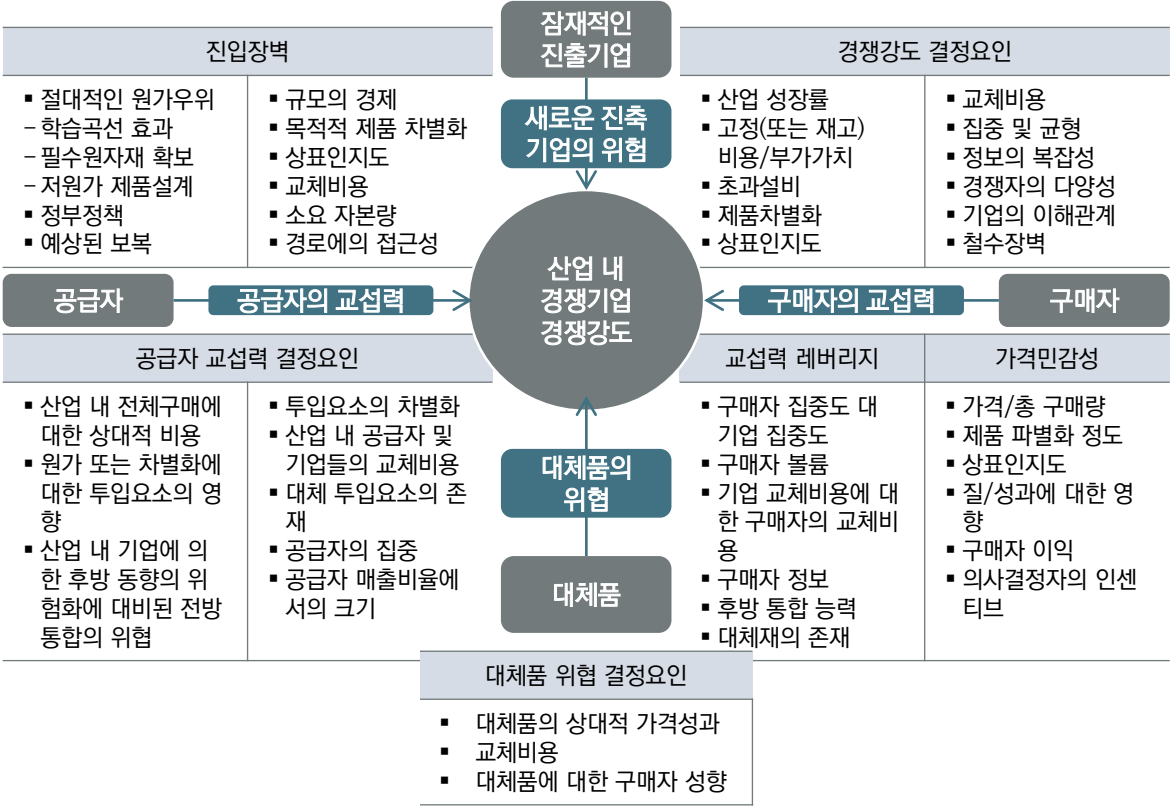 잠재적인
진출기업
새로운 진축
기업의 위험
진입장벽
▪ 절대적인 원가우위
– 학습곡선 효과
– 필수원자재 확보
– 저원가 제품설계
▪ 정부정책
▪ 예상된 보복
▪ 규모의 경제
▪ 목적적 제품 차별화
▪ 상표인지도
▪ 교체비용
▪ 소요 자본량
▪ 경로에의 접근성
경쟁강도 결정요인
▪ 산업 성장률
▪ 고정(또는 재고)
비용/부가가치
▪ 초과설비
▪ 제품차별화
▪ 상표인지도
▪ 교체비용
▪ 집중 및 균형
▪ 정보의 복잡성
▪ 경쟁자의 다양성
▪ 기업의 이해관계
▪ 철수장벽
공급자
공급자의 교섭력
산업 내
경쟁기업
경쟁강도
구매자의 교섭력
구매자
공급자 교섭력 결정요인
▪ 산업 내 전체구매에
대한 상대적 비용
▪ 원가 또는 차별화에
대한 투입요소의 영
향
▪ 산업 내 기업에 의
한 후방 동향의 위
험화에 대비된 전방
통합의 위협
▪ 투입요소의 차별화
▪ 산업 내 공급자 및
기업들의 교체비용
▪ 대체 투입요소의 존
재
▪ 공급자의 집중
▪ 공급자 매출비율에
서의 크기
대체품의
위협
대체품
교섭력 레버리지
▪ 구매자 집중도 대
기업 집중도
▪ 구매자 볼륨
▪ 기업 교체비용에 대
한 구매자의 교체비
용
▪ 구매자 정보
▪ 후방 통합 능력
▪ 대체재의 존재
가격민감성
▪ 가격/총 구매량
▪ 제품 파별화 정도
▪ 상표인지도
▪ 질/성과에 대한 영
향
▪ 구매자 이익
▪ 의사결정자의 인센
티브
대체품 위협 결정요인
▪ 대체품의 상대적 가격성과
▪ 교체비용
▪ 대체품에 대한 구매자 성향